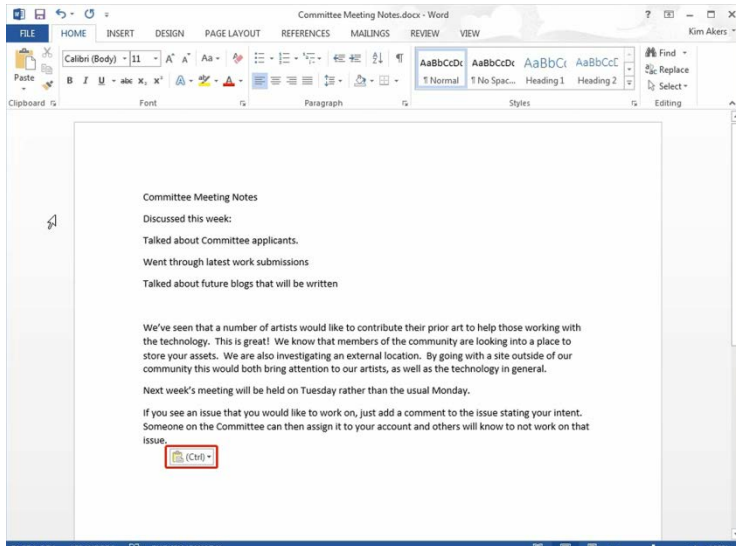 Committee Meeting Notes.docx - Word
?
FILE HOME INSERT DESIGN PAGE LAYOUT REFERENCES MAILINGS REVIEW VIEW Kim Akers
Calibri (Body) 11 A A Aa
Find
Replace
Select
Paste
B I U abc x, x² A A
AaBbCcDc AaBbCcDc AaBbC( AaBbCcE
¶ Normal ¶ No Spac... Heading 1 Heading 2
Clipboard Font Paragraph Styles Editing
Committee Meeting Notes
Discussed this week:
Talked about Committee applicants.
Went through latest work submissions
Talked about future blogs that will be written
We've seen that a number of artists would like to contribute their prior art to help those working with
the technology. This is great! We know that members of the community are looking into a place to
store your assets. We are also investigating an external location. By going with a site outside of our
community this would both bring attention to our artists, as well as the technology in general.
Next week's meeting will be held on Tuesday rather than the usual Monday.
If you see an issue that you would like to work on, just add a comment to the issue stating your intent.
Someone on the Committee can then assign it to your account and others will know to not work on that
issue.
(Ctrl)